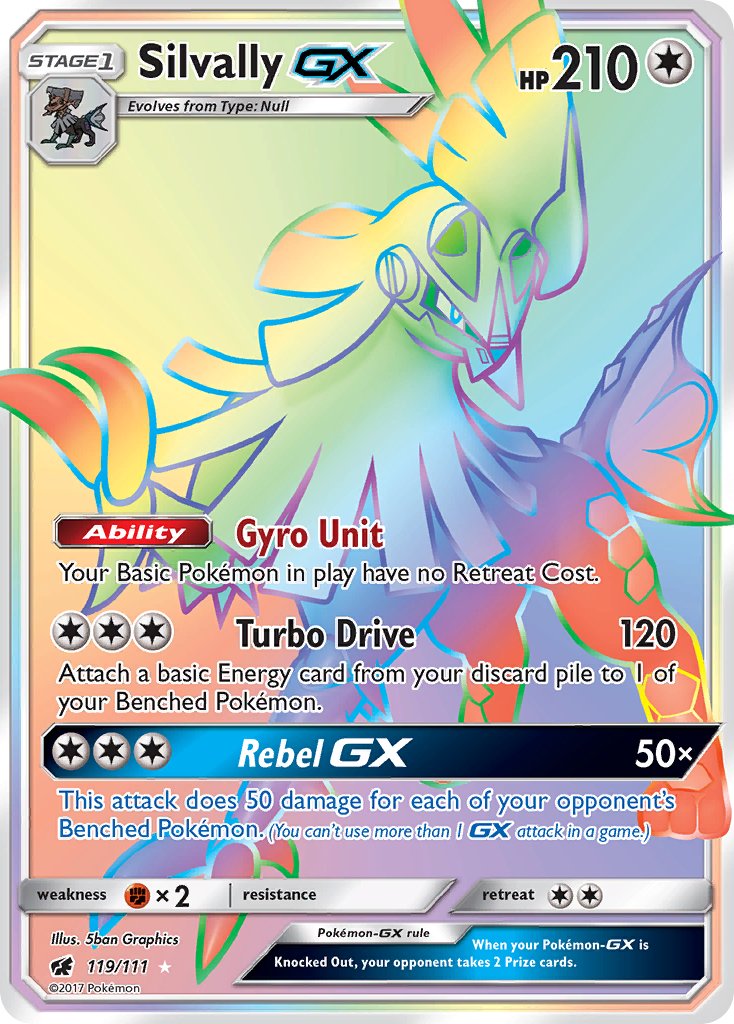 STAGE1
Silvally GX
HP210
Evolves from Type: Null
Ability Gyro Unit
Your Basic Pokémon in play have no Retreat Cost.
Turbo Drive 120
Attach a basic Energy card from your discard pile to 1 of
your Benched Pokémon.
Rebel GX 50×
This attack does 50 damage for each of your opponent's
Benched Pokémon. (You can't use more than 1 GX attack in a game.)
weakness ×2 resistance retreat
Illus. 5ban Graphics
119/111
©2017 Pokémon
Pokémon-GX rule
When your Pokémon-GX is
Knocked Out, your opponent takes 2 Prize cards.